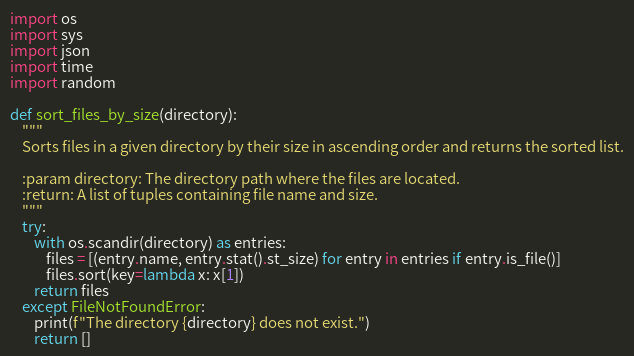 import os
import sys
import json
import time
import random

def sort_files_by_size(directory):
    """
    Sorts files in a given directory by their size in ascending order and returns the sorted list.

    :param directory: The directory path where the files are located.
    :return: A list of tuples containing file name and size.
    """
    try:
        with os.scandir(directory) as entries:
            files = [(entry.name, entry.stat().st_size) for entry in entries if entry.is_file()]
            files.sort(key=lambda x: x[1])
        return files
    except FileNotFoundError:
        print(f"The directory {directory} does not exist.")
        return []